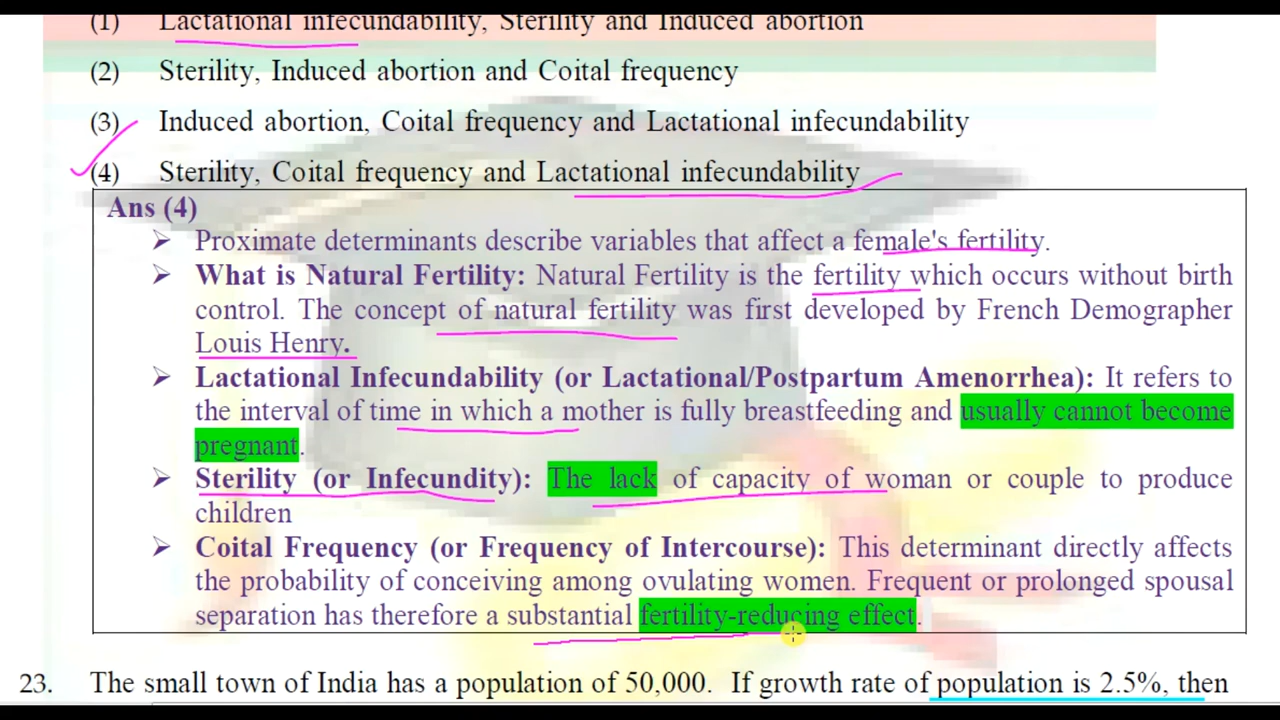 (1) Lactational infecundability, Sterility and Induced abortion
(2) Sterility, Induced abortion and Coital frequency
(3) Induced abortion, Coital frequency and Lactational infecundability
(4) Sterility, Coital frequency and Lactational infecundability
Ans (4)
➢ Proximate determinants describe variables that affect a female's fertility.
➢ What is Natural Fertility: Natural Fertility is the fertility which occurs without birth
control. The concept of natural fertility was first developed by French Demographer
Louis Henry.
➢ Lactational Infecundability (or Lactational/Postpartum Amenorrhea): It refers to
the interval of time in which a mother is fully breastfeeding and usually cannot become
pregnant.
➢ Sterility (or Infecundity): The lack of capacity of woman or couple to produce
children
➢ Coital Frequency (or Frequency of Intercourse): This determinant directly affects
the probability of conceiving among ovulating women. Frequent or prolonged spousal
separation has therefore a substantial fertility-reducing effect.
23. The small town of India has a population of 50,000. If growth rate of population is 2.5%, then